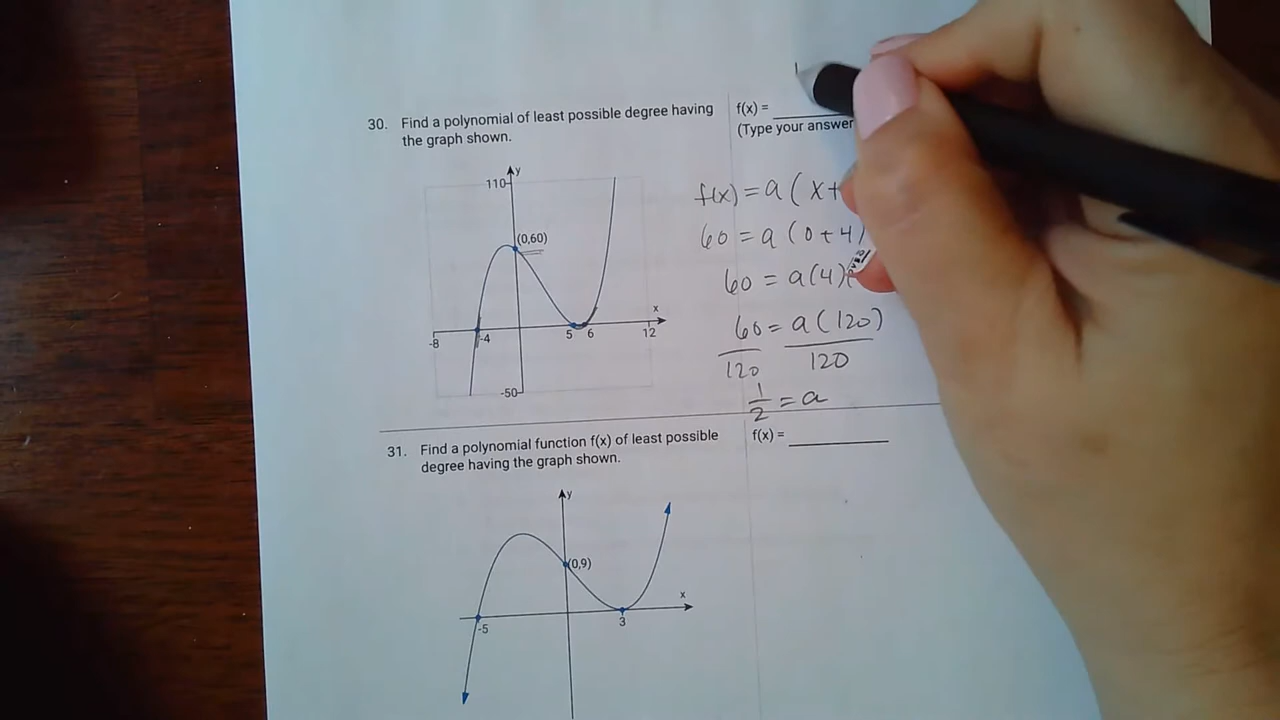 30. Find a polynomial of least possible degree having
the graph shown.
f(x) =
(Type your answer
110
y
(0,60)
x
-8
-4
5
6
12
-50
f(x) = a ( x+
60 = a (0+4)
60 = a(4)(
60 = a (120)
120 120
1/2 = a
31. Find a polynomial function f(x) of least possible
degree having the graph shown.
f(x) =
y
(0,9)
x
-5
3